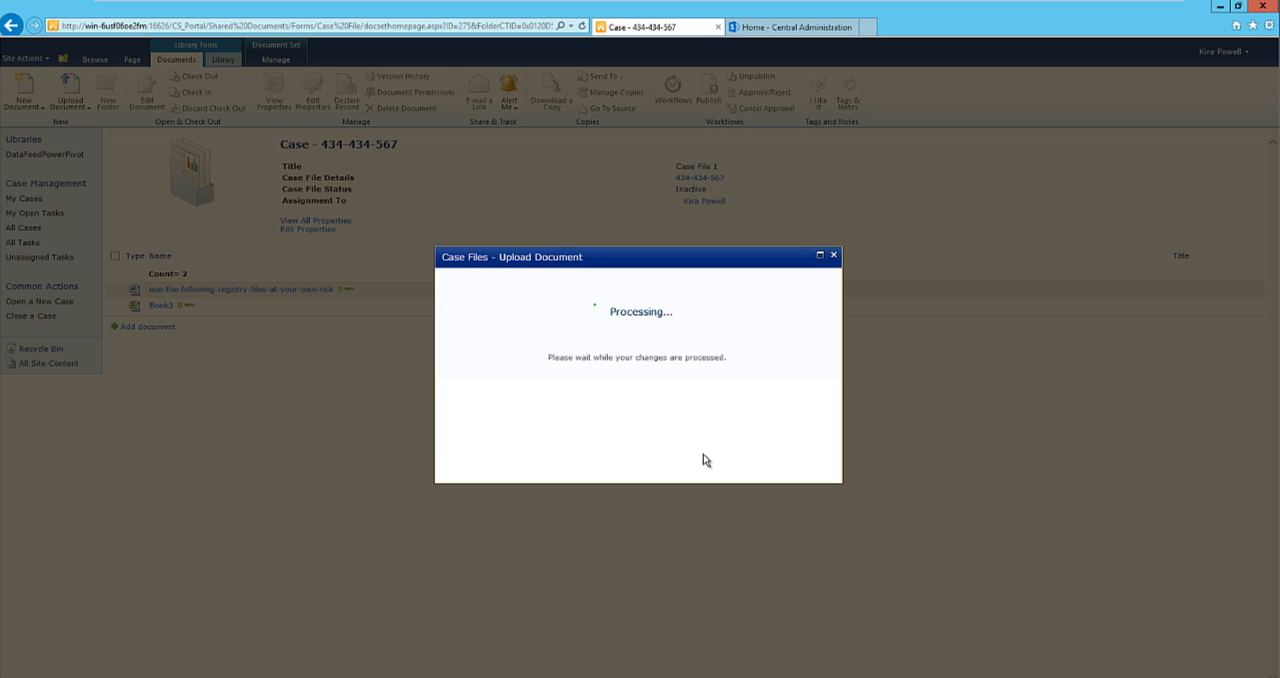 http://win-6usf06oe2fm:16626/CS_Portal/Shared%20Documents/Forms/Case%20File/docsethomepage.aspx?ID=275&FolderCTID=0x0120D5
Case - 434-434-567
Home - Central Administration
Library Tools
Document Set
Site Actions
Browse
Page
Documents
Library
Manage
Kira Powell
New Document
Upload Document
New Folder
New
Edit Document
Check Out
Check In
Discard Check Out
Open & Check Out
View Properties
Edit Properties
Declare Record
Version History
Document Permissions
Delete Document
Manage
E-mail a Link
Alert Me
Share & Track
Download a Copy
Send To
Manage Copies
Go To Source
Copies
Workflows
Publish
Unpublish
Approve/Reject
Cancel Approval
Workflows
I Like It
Tags & Notes
Tags and Notes
Libraries
DataFeedPowerPivot
Case Management
My Cases
My Open Tasks
All Cases
All Tasks
Unassigned Tasks
Common Actions
Open a New Case
Close a Case
Recycle Bin
All Site Content
Case - 434-434-567
Title Case File 1
Case File Details 434-434-567
Case File Status Inactive
Assignment To Kira Powell
View All Properties
Edit Properties
Type Name Title
Count= 2
use-the-following-registry-files-at-your-own-risk NEW
Book3 NEW
Add document
Case Files - Upload Document
Processing...
Please wait while your changes are processed.